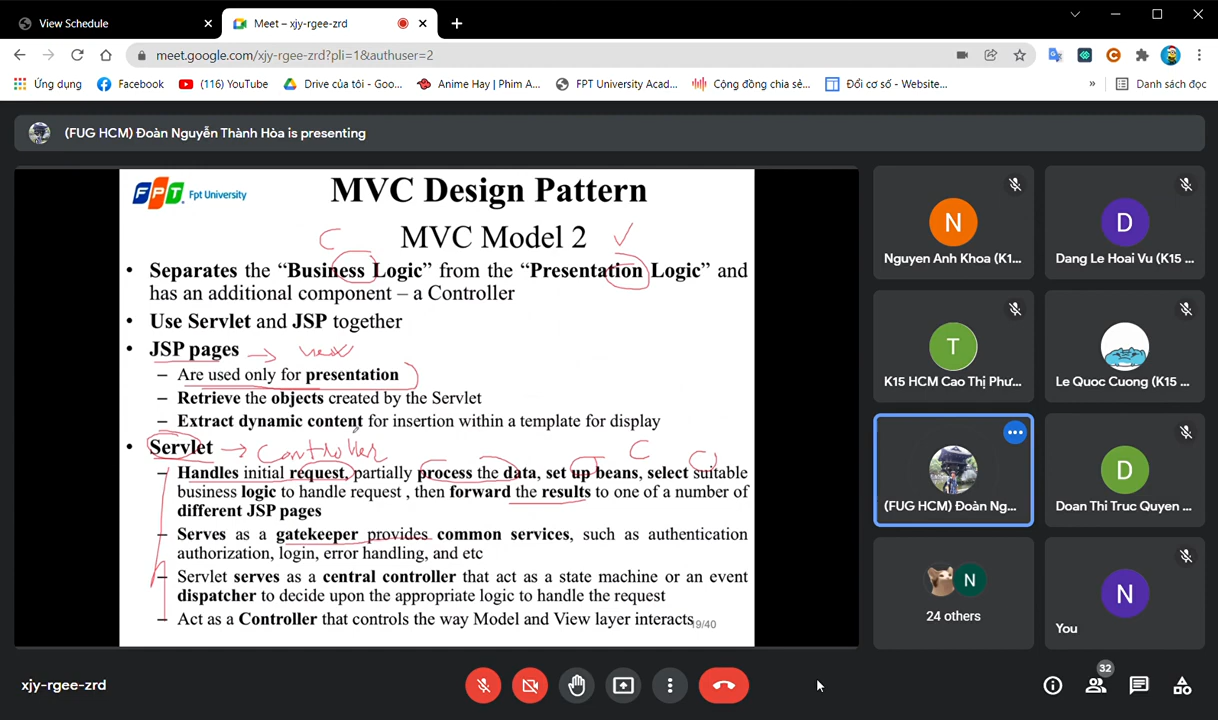 View Schedule
Meet – xjy-rgee-zrd
meet.google.com/xjy-rgee-zrd?pli=1&authuser=2
Ứng dụng
Facebook
(116) YouTube
Drive của tôi - Goo...
Anime Hay | Phim A...
FPT University Acad...
Cộng đồng chia sẻ...
Đổi cơ số - Website...
»
Danh sách đọc
(FUG HCM) Đoàn Nguyễn Thành Hòa is presenting
FPT Fpt University
MVC Design Pattern
MVC Model 2
C
V
• Separates the “Business Logic” from the “Presentation Logic” and
has an additional component – a Controller
• Use Servlet and JSP together
• JSP pages
– Are used only for presentation
– Retrieve the objects created by the Servlet
– Extract dynamic content for insertion within a template for display
• Servlet → Controller
C
– Handles initial request, partially process the data, set up beans, select suitable
business logic to handle request , then forward the results to one of a number of
different JSP pages
– Serves as a gatekeeper provides common services, such as authentication
authorization, login, error handling, and etc
– Servlet serves as a central controller that act as a state machine or an event
dispatcher to decide upon the appropriate logic to handle the request
– Act as a Controller that controls the way Model and View layer interacts
19/40
N
Nguyen Anh Khoa (K1...
D
Dang Le Hoai Vu (K15 ...
T
K15 HCM Cao Thị Phư...
Le Quoc Cuong (K15 ...
(FUG HCM) Đoàn Ng...
D
Doan Thi Truc Quyen ...
N
24 others
N
You
xjy-rgee-zrd
32